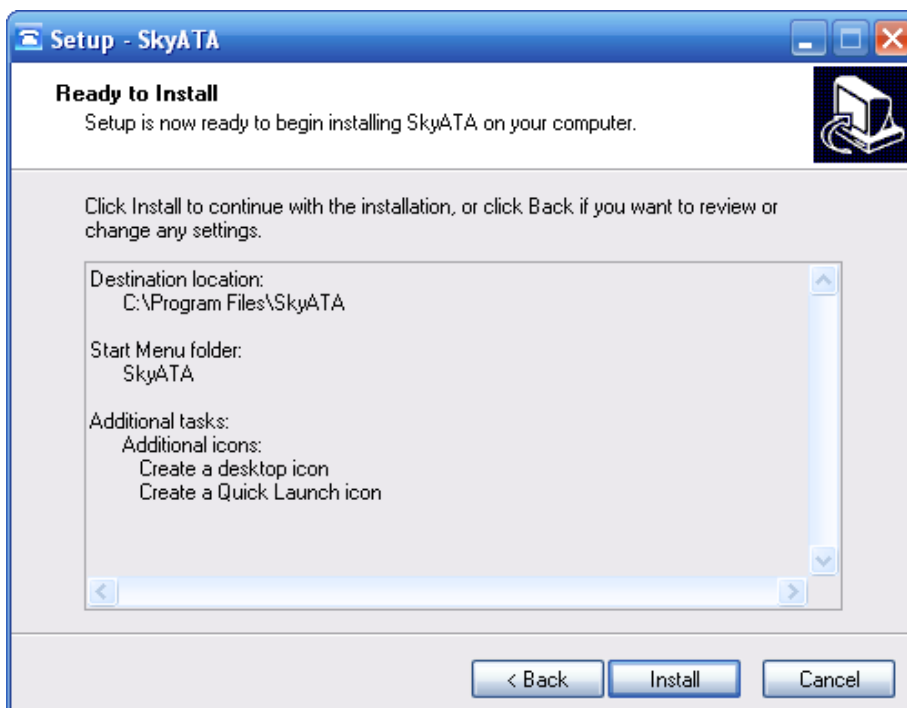 Setup - SkyATA
Ready to Install
Setup is now ready to begin installing SkyATA on your computer.
Click Install to continue with the installation, or click Back if you want to review or
change any settings.
Destination location:
C:\Program Files\SkyATA
Start Menu folder:
SkyATA
Additional tasks:
Additional icons:
Create a desktop icon
Create a Quick Launch icon
< Back
Install
Cancel